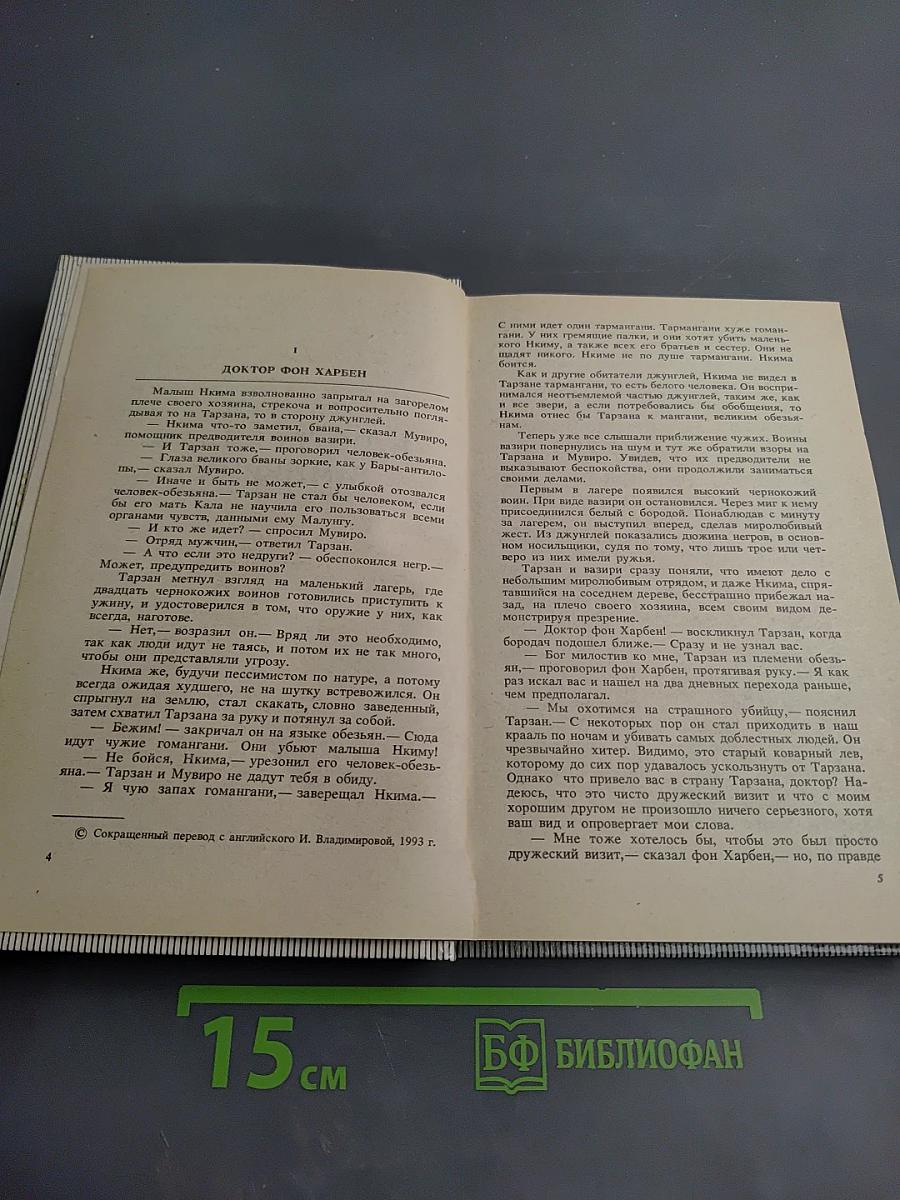 I
ДОКТОР ФОН ХАРБЕН
Малыш Нкима взволнованно запрыгал на загорелом
плече своего хозяина, стрекоча и вопросительно погля-
дывая то на Тарзана, то в сторону джунглей.
— Нкима что-то заметил, бвана,— сказал Мувиро,
помощник предводителя воинов вазири.
— И Тарзан тоже,— проговорил человек-обезьяна.
— Глаза великого бваны зоркие, как у Бары-антило-
пы,— сказал Мувиро.
— Иначе и быть не может,— с улыбкой отозвался
человек-обезьяна.— Тарзан не стал бы человеком, если
бы его мать Кала не научила его пользоваться всеми
органами чувств, данными ему Малунгу.
— И кто же идет? — спросил Мувиро.
— Отряд мужчин,— ответил Тарзан.
— А что если это недруги? — обеспокоился негр.—
Может, предупредить воинов?
Тарзан метнул взгляд на маленький лагерь, где
двадцать чернокожих воинов готовились приступить к
ужину, и удостоверился в том, что оружие у них, как
всегда, наготове.
— Нет,— возразил он.— Вряд ли это необходимо,
так как люди идут не таясь, и потом их не так много,
чтобы они представляли угрозу.
Нкима же, будучи пессимистом по натуре, а потому
всегда ожидая худшего, не на шутку встревожился. Он
спрыгнул на землю, стал скакать, словно заведенный,
затем схватил Тарзана за руку и потянул за собой.
— Бежим! — закричал он на языке обезьян.— Сюда
идут чужие гомангани. Они убьют малыша Нкиму!
— Не бойся, Нкима,— урезонил его человек-обезь-
яна.— Тарзан и Мувиро не дадут тебя в обиду.
— Я чую запах гомангани,— заверещал Нкима.—
© Сокращенный перевод с английского И. Владимировой, 1993 г.
4
С ними идет один тармангани. Тармангани хуже гоман-
гани. У них гремящие палки, и они хотят убить малень-
кого Нкиму, а также всех его братьев и сестер. Они не
щадят никого. Нкиме не по душе тармангани. Нкима
боится.
Как и другие обитатели джунглей, Нкима не видел в
Тарзане тармангани, то есть белого человека. Он воспри-
нимался неотъемлемой частью джунглей, таким же, как
и все звери, а если потребовались бы обобщения, то
Нкима отнес бы Тарзана к мангани, великим обезья-
нам.
Теперь уже все слышали приближение чужих. Воины
вазири повернулись на шум и тут же обратили взоры на
Тарзана и Мувиро. Увидев, что их предводители не
выказывают беспокойства, они продолжили заниматься
своими делами.
Первым в лагере появился высокий чернокожий
воин. При виде вазири он остановился. Через миг к нему
присоединился белый с бородой. Понаблюдав с минуту
за лагерем, он выступил вперед, сделав миролюбивый
жест. Из джунглей показались дюжина негров, в основ-
ном носильщики, судя по тому, что лишь трое или чет-
веро из них имели ружья.
Тарзан и вазири сразу поняли, что имеют дело с
небольшим миролюбивым отрядом, и даже Нкима, спря-
тавшийся на соседнем дереве, бесстрашно прибежал на-
зад, на плечо своего хозяина, всем своим видом де-
монстрируя презрение.
— Доктор фон Харбен! — воскликнул Тарзан, когда
бородач подошел ближе.— Сразу и не узнал вас.
— Бог милостив ко мне, Тарзан из племени обезь-
ян,— проговорил фон Харбен, протягивая руку.— Я как
раз искал вас и нашел на два дневных перехода раньше,
чем предполагал.
— Мы охотимся на страшного убийцу,— пояснил
Тарзан.— С некоторых пор он стал приходить в наш
крааль по ночам и убивать самых доблестных людей. Он
чрезвычайно хитер. Видимо, это старый коварный лев,
которому до сих пор удавалось ускользнуть от Тарзана.
Однако что привело вас в страну Тарзана, доктор? На-
деюсь, что это чисто дружеский визит и что с моим
хорошим другом не произошло ничего серьезного, хотя
ваш вид и опровергает мои слова.
— Мне тоже хотелось бы, чтобы это был просто
дружеский визит,— сказал фон Харбен,— но, по правде
5
15 см
БФ БИБЛИОФАН